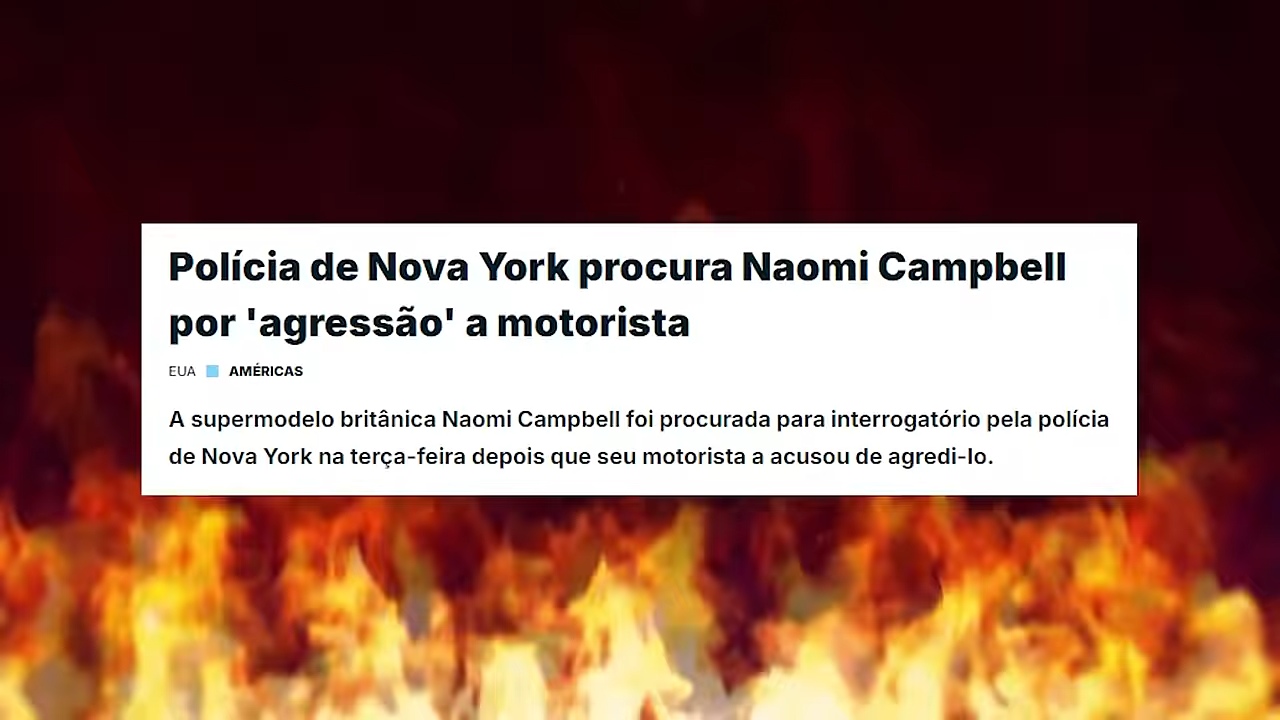 Polícia de Nova York procura Naomi Campbell
por 'agressão' a motorista
EUA AMÉRICAS
A supermodelo britânica Naomi Campbell foi procurada para interrogatório pela polícia
de Nova York na terça-feira depois que seu motorista a acusou de agredi-lo.